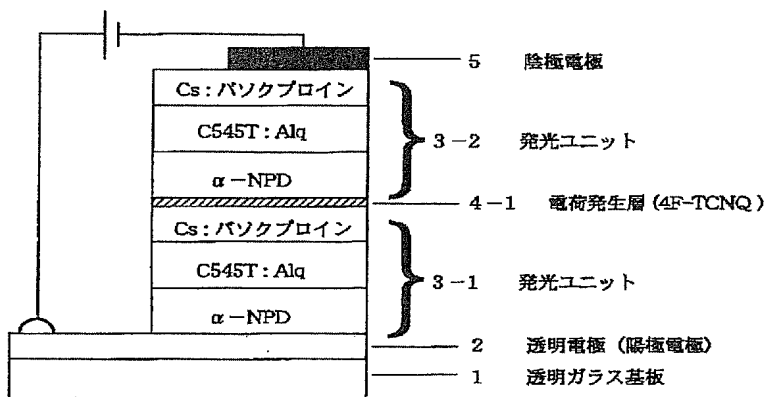 5 陰極電極
Cs:バソクプロイン
C545T:Alq
3-2 発光ユニット
α-NPD
4-1 電荷発生層 (4F-TCNQ)
Cs:バソクプロイン
C545T:Alq
3-1 発光ユニット
α-NPD
2 透明電極 (陽極電極)
1 透明ガラス基板